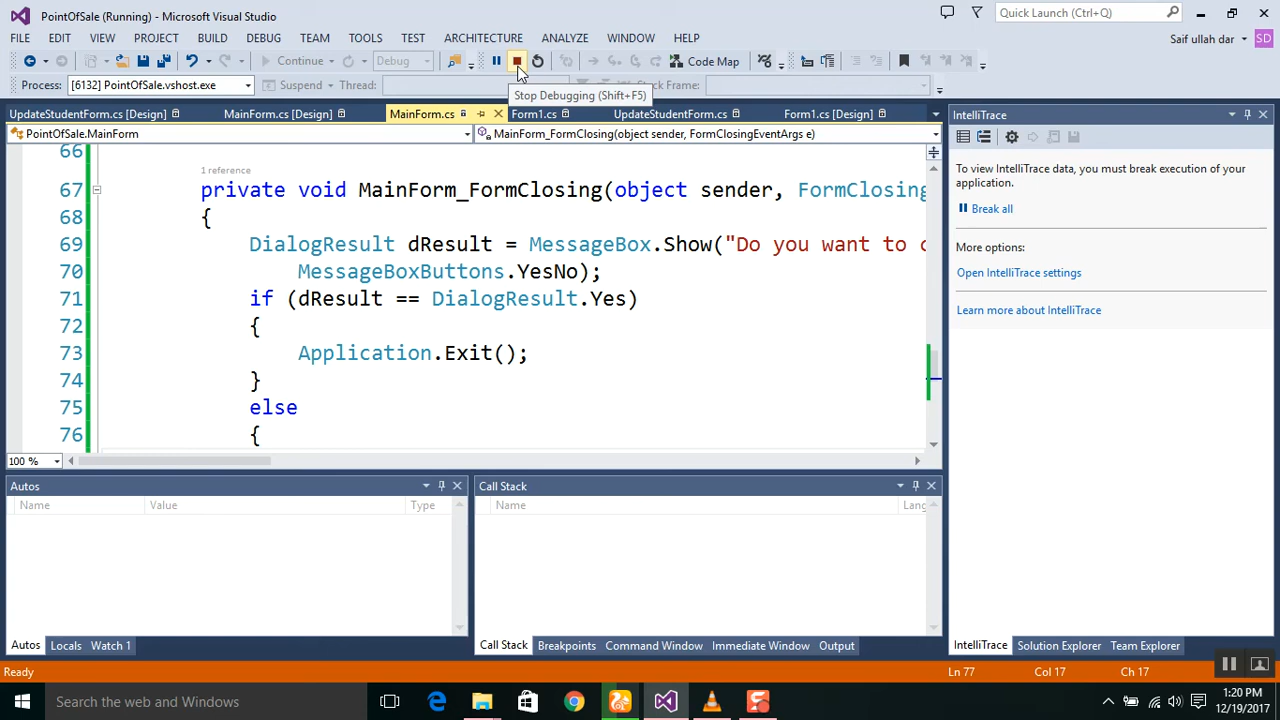 PointOfSale (Running) - Microsoft Visual Studio
Quick Launch (Ctrl+Q)
FILE EDIT VIEW PROJECT BUILD DEBUG TEAM TOOLS TEST ARCHITECTURE ANALYZE WINDOW HELP
Saif ullah dar SD
Continue Debug Code Map
Process: [6132] PointOfSale.vshost.exe Suspend Thread: Stack Frame:
Stop Debugging (Shift+F5)
UpdateStudentForm.cs [Design] MainForm.cs [Design] MainForm.cs Form1.cs UpdateStudentForm.cs Form1.cs [Design]
PointOfSale.MainForm MainForm_FormClosing(object sender, FormClosingEventArgs e)
66
1 reference
67 private void MainForm_FormClosing(object sender, FormClosing
68 {
69 DialogResult dResult = MessageBox.Show("Do you want to c
70 MessageBoxButtons.YesNo);
71 if (dResult == DialogResult.Yes)
72 {
73 Application.Exit();
74 }
75 else
76 {
100 %
IntelliTrace
To view IntelliTrace data, you must break execution of your
application.
Break all
More options:
Open IntelliTrace settings
Learn more about IntelliTrace
Autos
Name Value Type
Call Stack
Name Lang
Autos Locals Watch 1
Call Stack Breakpoints Command Window Immediate Window Output
IntelliTrace Solution Explorer Team Explorer
Ready Ln 77 Col 17 Ch 17
Search the web and Windows
1:20 PM
12/19/2017